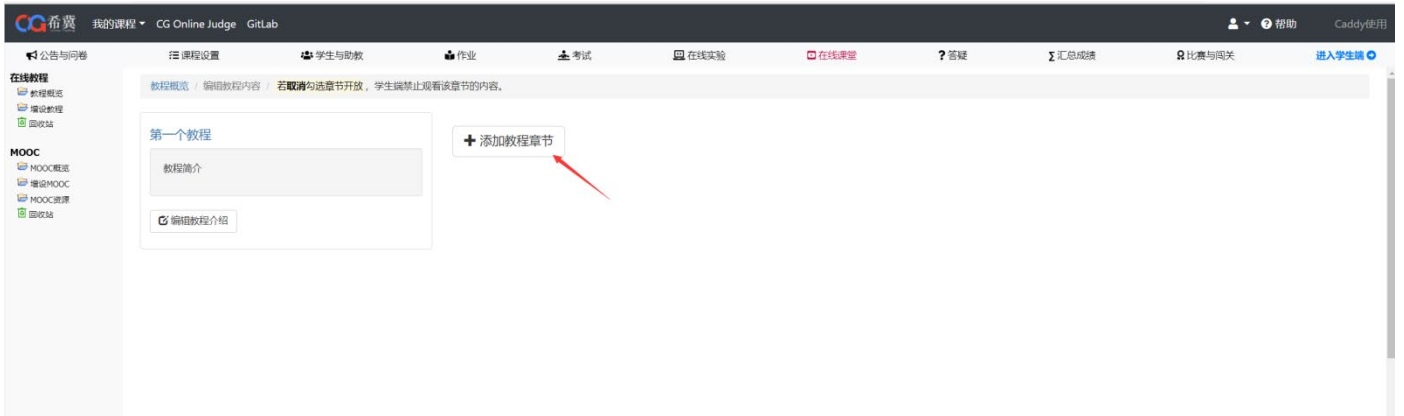 CG希冀 我的课程 CG Online Judge GitLab 帮助 Caddy使用
公告与问卷 课程设置 学生与助教 作业 考试 在线实验 在线课堂 答疑 汇总成绩 比赛与闯关 进入学生端
在线教程
教程概览
增设教程
回收站
MOOC
MOOC概览
增设MOOC
MOOC资源
回收站
教程概览 / 编辑教程内容 / 若取消勾选章节开放，学生端禁止观看该章节的内容。
第一个教程
教程简介
编辑教程介绍
添加教程章节